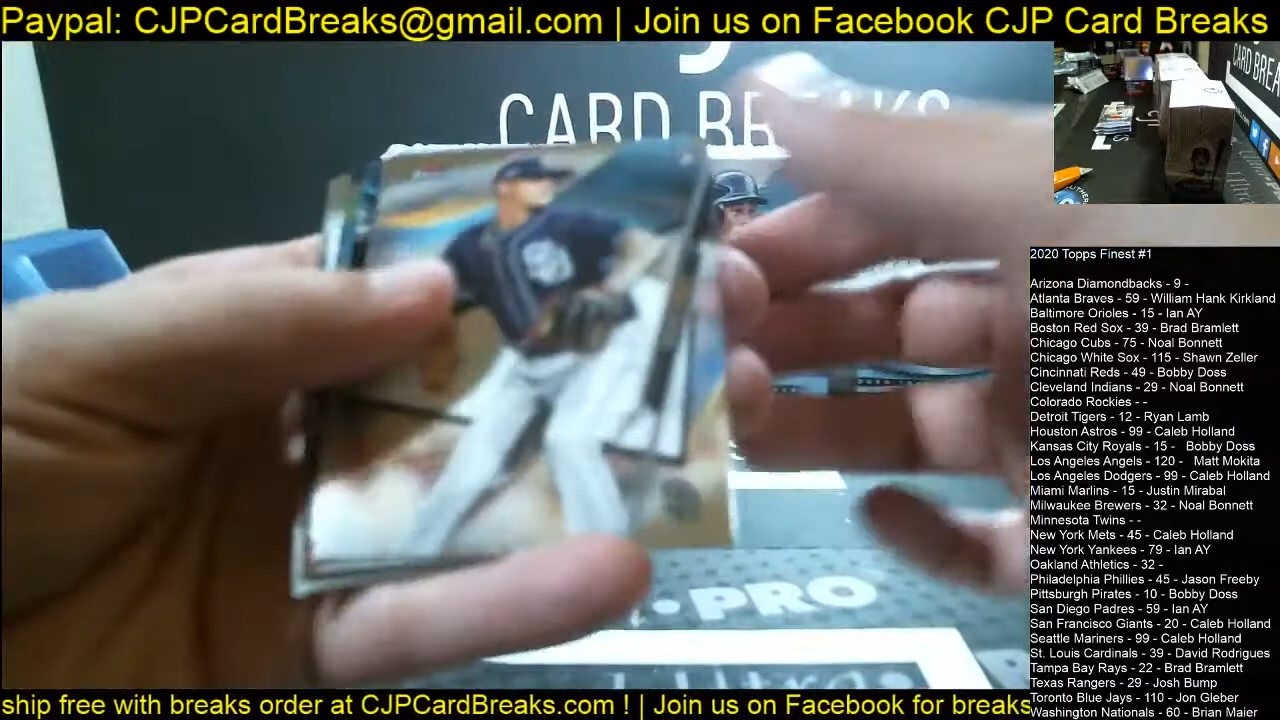 Paypal: CJPCardBreaks@gmail.com | Join us on Facebook CJP Card Breaks
CARD BR
2020 Topps Finest #1
Arizona Diamondbacks - 9 -
Atlanta Braves - 59 - William Hank Kirkland
Baltimore Orioles - 15 - Ian AY
Boston Red Sox - 39 - Brad Bramlett
Chicago Cubs - 75 - Noal Bonnett
Chicago White Sox - 115 - Shawn Zeller
Cincinnati Reds - 49 - Bobby Doss
Cleveland Indians - 29 - Noal Bonnett
Colorado Rockies - -
Detroit Tigers - 12 - Ryan Lamb
Houston Astros - 99 - Caleb Holland
Kansas City Royals - 15 - Bobby Doss
Los Angeles Angels - 120 - Matt Mokita
Los Angeles Dodgers - 99 - Caleb Holland
Miami Marlins - 15 - Justin Mirabal
Milwaukee Brewers - 32 - Noal Bonnett
Minnesota Twins - -
New York Mets - 45 - Caleb Holland
New York Yankees - 79 - Ian AY
Oakland Athletics - 32 -
Philadelphia Phillies - 45 - Jason Freeby
Pittsburgh Pirates - 10 - Bobby Doss
San Diego Padres - 59 - Ian AY
San Francisco Giants - 20 - Caleb Holland
Seattle Mariners - 99 - Caleb Holland
St. Louis Cardinals - 39 - David Rodrigues
Tampa Bay Rays - 22 - Brad Bramlett
Texas Rangers - 29 - Josh Bump
Toronto Blue Jays - 110 - Jon Gleber
Washington Nationals - 60 - Brian Maier
PRO
ship free with breaks order at CJPCardBreaks.com ! | Join us on Facebook for breaks